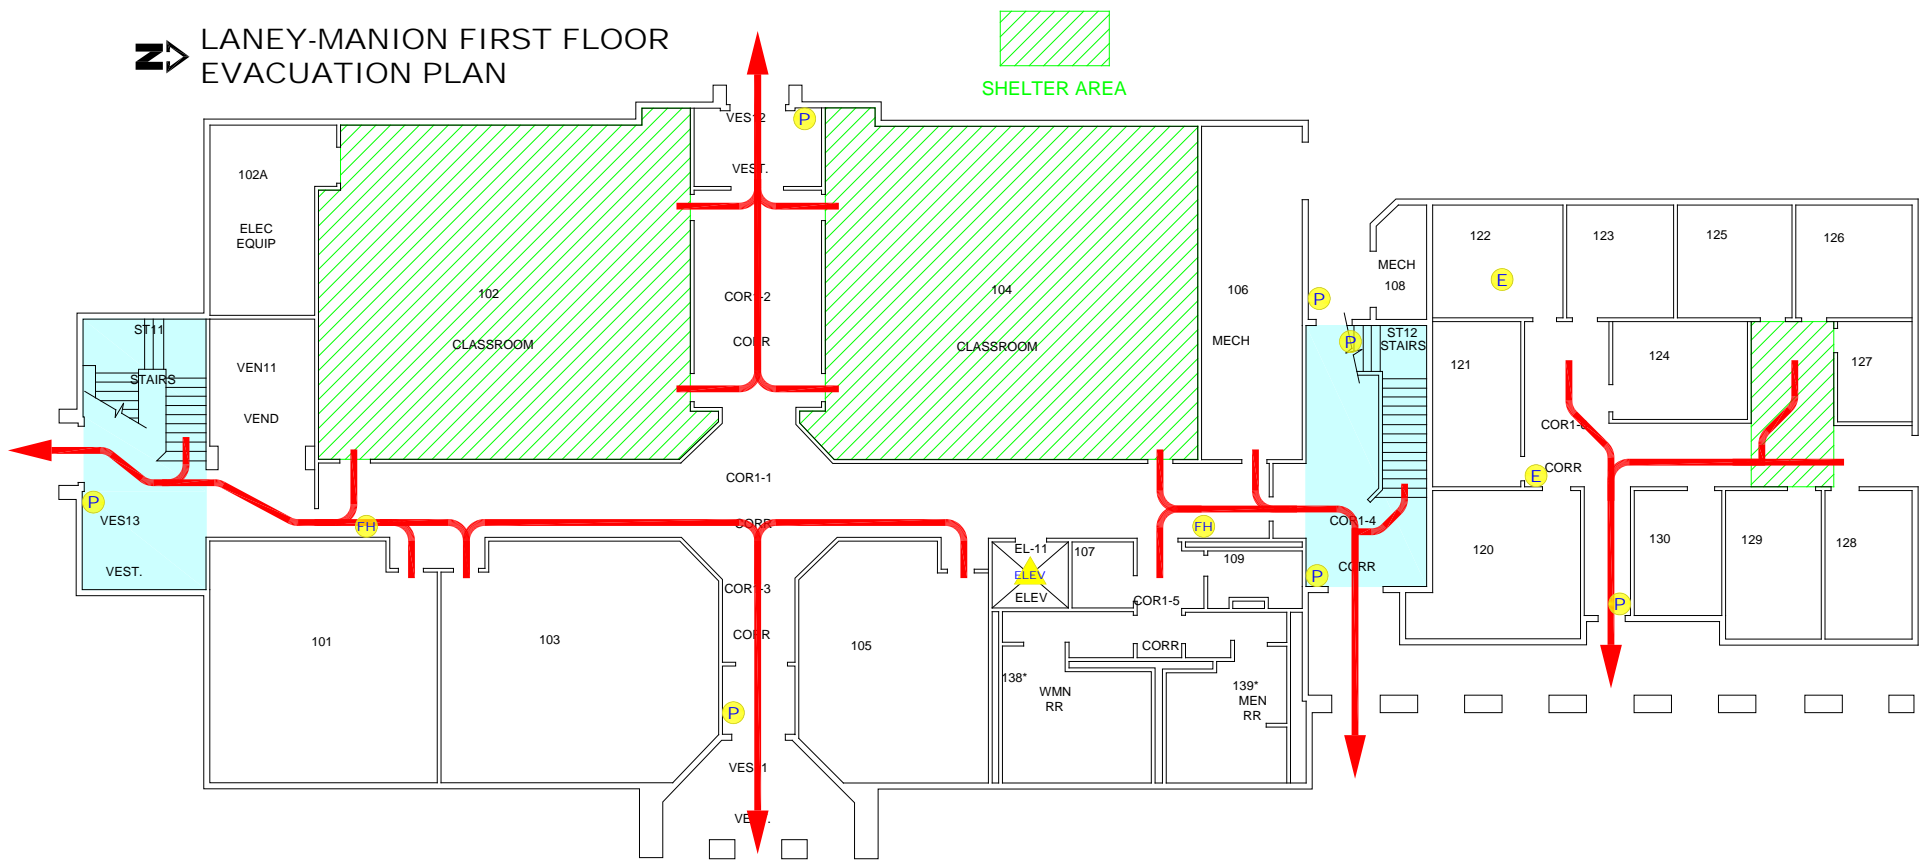 N
LANEY-MANION FIRST FLOOR
EVACUATION PLAN
SHELTER AREA
VES12
P
VEST.
102A
ELEC
EQUIP
102
CLASSROOM
COR1-2
CORR
104
CLASSROOM
106
MECH
P
P
MECH
108
ST12
STAIRS
122
E
123
125
126
121
124
127
ST11
STAIRS
VEN11
VEND
P
VES13
VEST.
COR1-1
CORR
FH
FH
COR1-4
CORR
P
E
CORR
101
103
COR1-3
CORR
105
EL-11
ELEV
ELEV
107
109
COR1-5
CORR
138*
WMN
RR
139*
MEN
RR
P
VEST.
120
130
129
128
P